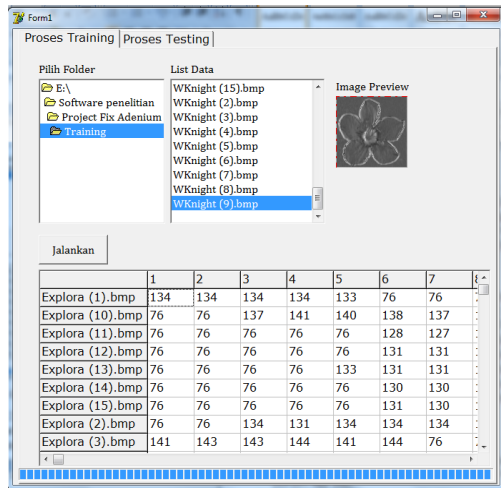 Form1
Proses Training Proses Testing
Pilih Folder
List Data
E:\
Software penelitian
Project Fix Adenium
Training
WKnight (15).bmp
WKnight (2).bmp
WKnight (3).bmp
WKnight (4).bmp
WKnight (5).bmp
WKnight (6).bmp
WKnight (7).bmp
WKnight (8).bmp
WKnight (9).bmp
Image Preview
Jalankan
1 2 3 4 5 6 7
Explora (1).bmp 134 134 134 134 133 76 76
Explora (10).bmp 76 76 137 141 140 138 137
Explora (11).bmp 76 76 76 76 76 128 127
Explora (12).bmp 76 76 76 76 76 131 131
Explora (13).bmp 76 76 76 76 133 131 131
Explora (14).bmp 76 76 76 76 76 130 130
Explora (15).bmp 76 76 76 76 76 131 130
Explora (2).bmp 76 76 134 131 134 134 134
Explora (3).bmp 141 143 143 144 141 144 76